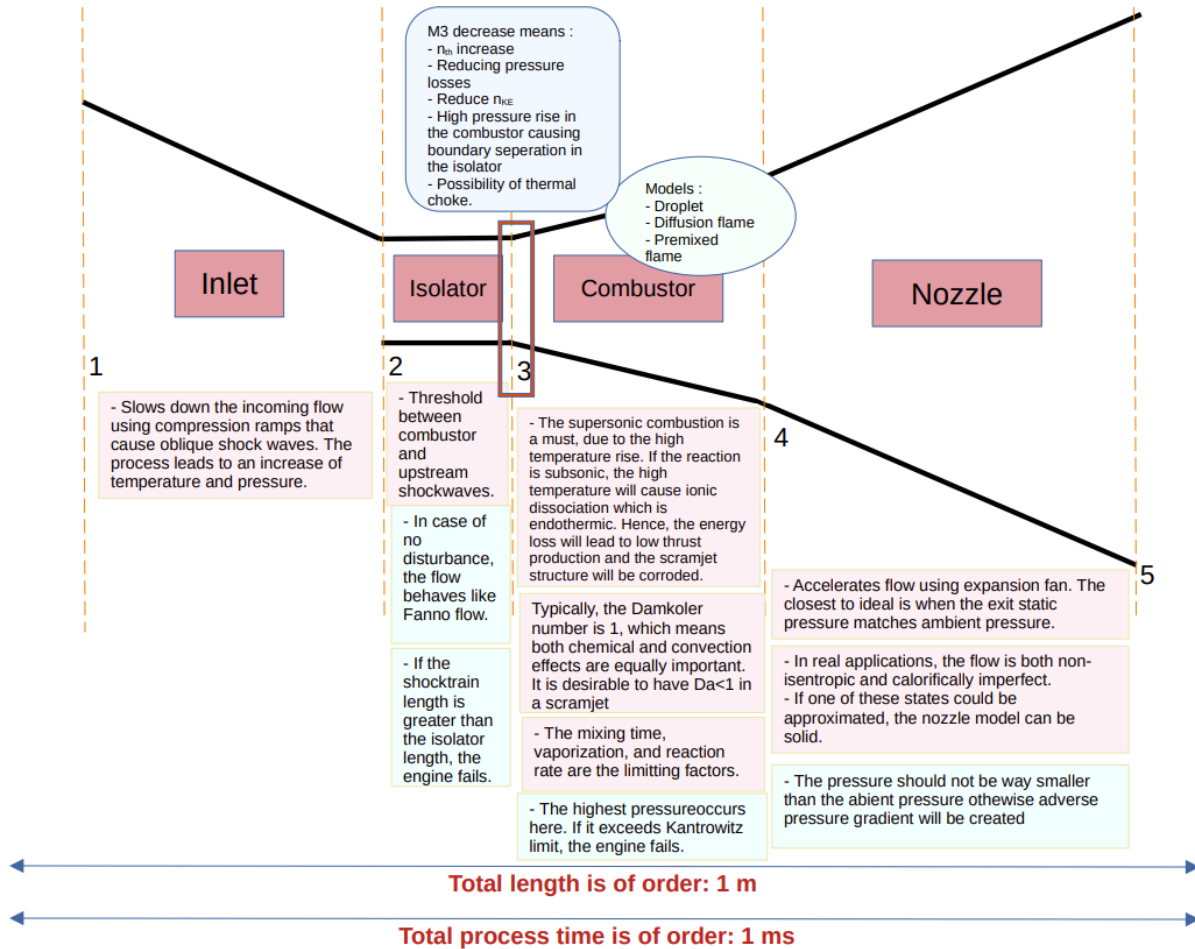 M3 decrease means :
- nth increase
- Reducing pressure
losses
- Reduce nKE
- High pressure rise in
the combustor causing
boundary seperation in
the isolator
- Possibility of thermal
choke.
Models :
- Droplet
- Diffusion flame
- Premixed
flame
Inlet
Isolator
Combustor
Nozzle
1
2
3
4
5
- Slows down the incoming flow
using compression ramps that
cause oblique shock waves. The
process leads to an increase of
temperature and pressure.
- Threshold
between
combustor
and
upstream
shockwaves.
- In case of
no
disturbance,
the flow
behaves like
Fanno flow.
- If the
shocktrain
length is
greater than
the isolator
length, the
engine fails.
- The supersonic combustion is
a must, due to the high
temperature rise. If the reaction
is subsonic, the high
temperature will cause ionic
dissociation which is
endothermic. Hence, the energy
loss will lead to low thrust
production and the scramjet
structure will be corroded.
Typically, the Damkoler
number is 1, which means
both chemical and convection
effects are equally important.
It is desirable to have Da<1 in
a scramjet
- The mixing time,
vaporization, and reaction
rate are the limitting factors.
- The highest pressureoccurs
here. If it exceeds Kantrowitz
limit, the engine fails.
- Accelerates flow using expansion fan. The
closest to ideal is when the exit static
pressure matches ambient pressure.
- In real applications, the flow is both non-
isentropic and calorifically imperfect.
- If one of these states could be
approximated, the nozzle model can be
solid.
- The pressure should not be way smaller
than the abient pressure othewise adverse
pressure gradient will be created
Total length is of order: 1 m
Total process time is of order: 1 ms